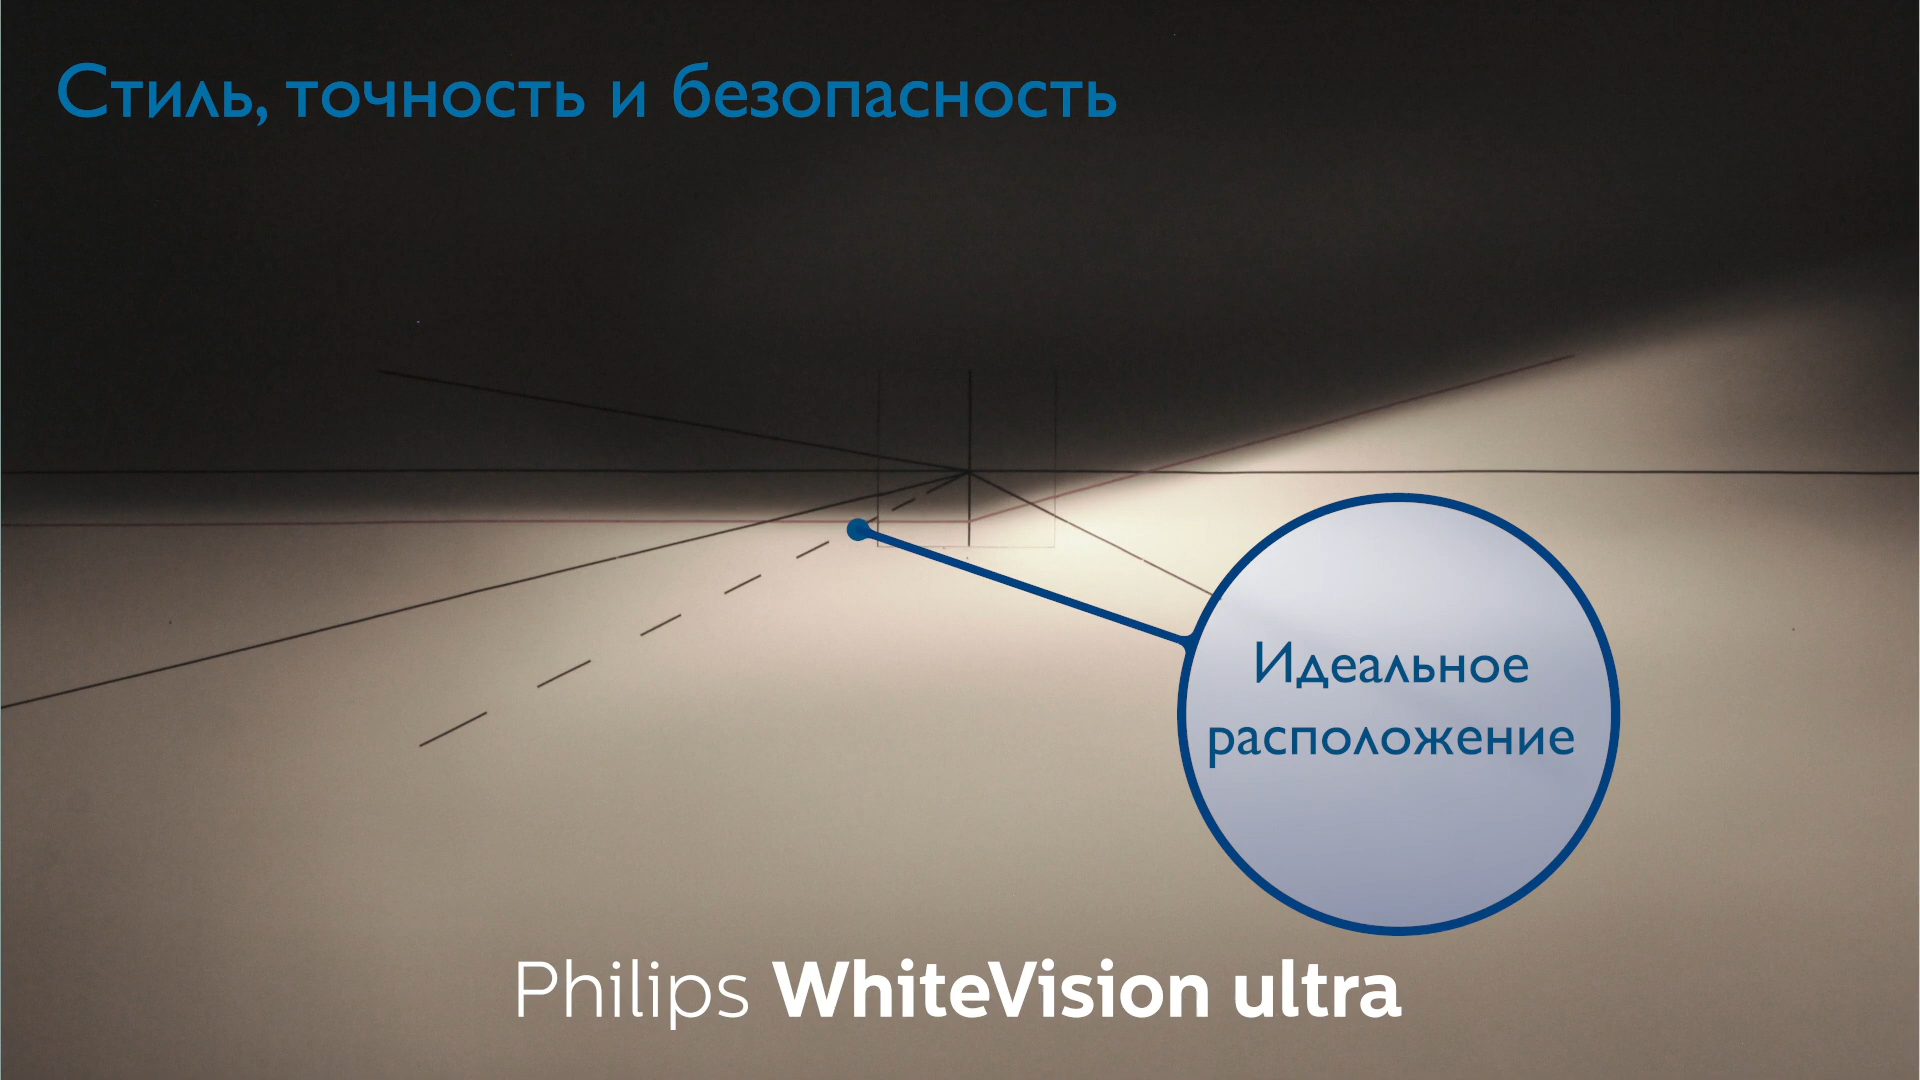 Стиль, точность и безопасность
Идеальное
расположение
Philips WhiteVision ultra